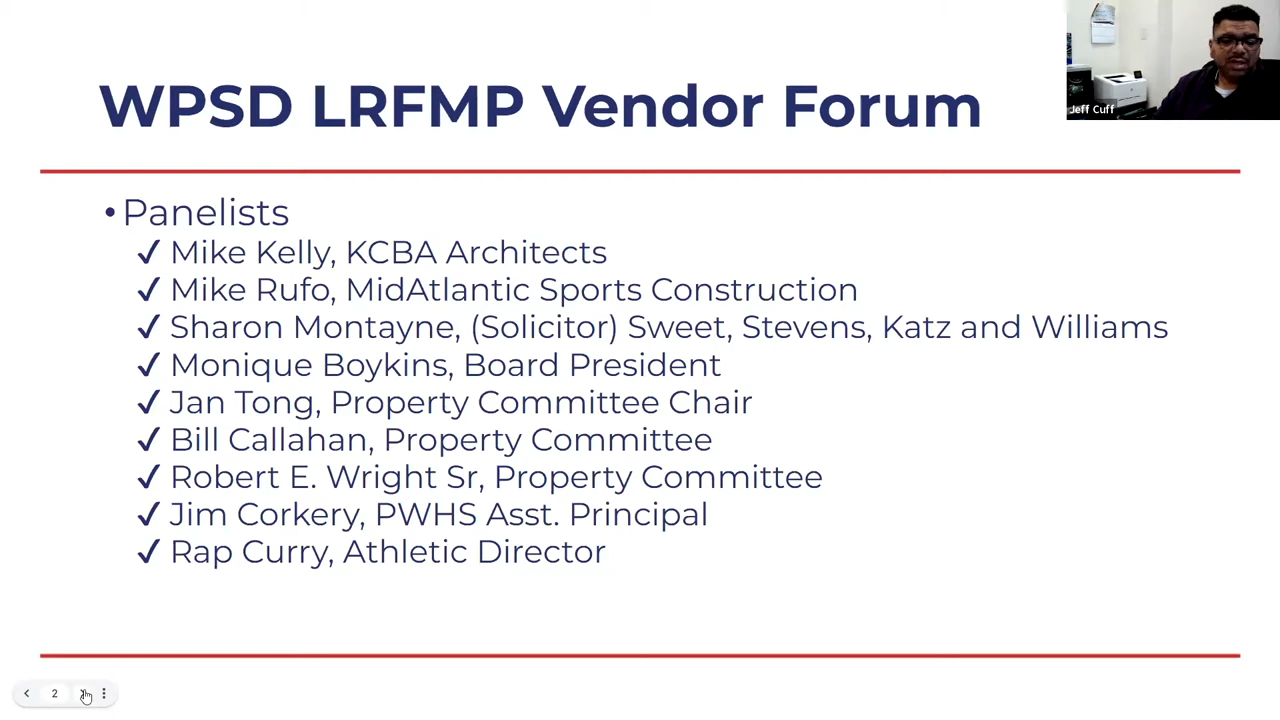 WPSD LRFMP Vendor Forum
Jeff Cuff
•Panelists
✓ Mike Kelly, KCBA Architects
✓ Mike Rufo, MidAtlantic Sports Construction
✓ Sharon Montayne, (Solicitor) Sweet, Stevens, Katz and Williams
✓ Monique Boykins, Board President
✓ Jan Tong, Property Committee Chair
✓ Bill Callahan, Property Committee
✓ Robert E. Wright Sr, Property Committee
✓ Jim Corkery, PWHS Asst. Principal
✓ Rap Curry, Athletic Director
2